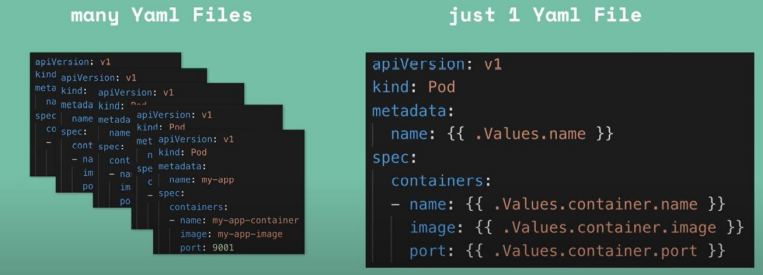 many Yaml Files
just 1 Yaml File
apiVersion: v1
kind
meta
na
spec
co
-
apiVersion: v1
kind:
metada
name
spec:
cont
- na
im
po
apiVersion: v1
kind: Pod
metadata:
name
spec:
cont
- na
im
po
apiVersion: v1
kind: Pod
met
n
spe
c
-
apiVersion: v1
kind: Pod
metadata:
name: my-app
spec:
containers:
- name: my-app-container
image: my-app-image
port: 9001
apiVersion: v1
kind: Pod
metadata:
name: {{ .Values.name }}
spec:
containers:
- name: {{ .Values.container.name }}
image: {{ .Values.container.image }}
port: {{ .Values.container.port }}